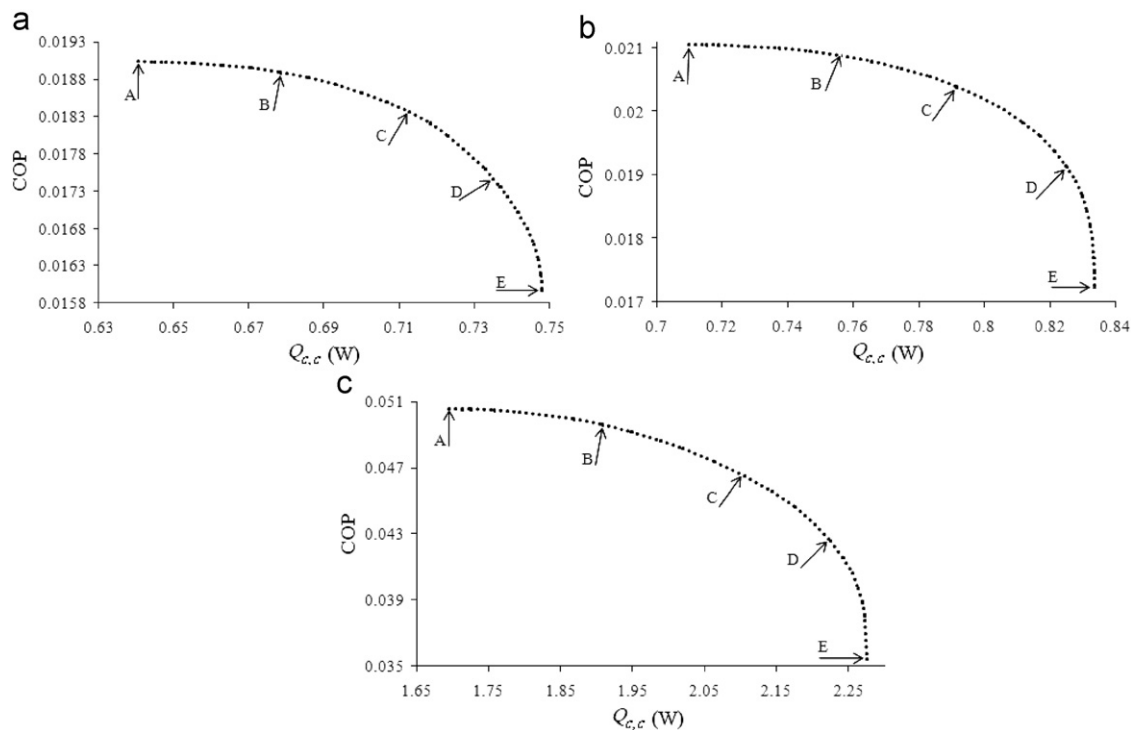 a
0.0193
0.0188
0.0183
0.0178
0.0173
0.0168
0.0163
0.0158
COP
A
B
C
D
E
0.63 0.65 0.67 0.69 0.71 0.73 0.75
Qc,c (W)
b
0.021
0.02
0.019
0.018
0.017
COP
A
B
C
D
E
0.7 0.72 0.74 0.76 0.78 0.8 0.82 0.84
Qc,c (W)
c
0.051
0.047
0.043
0.039
0.035
COP
A
B
C
D
E
1.65 1.75 1.85 1.95 2.05 2.15 2.25
Qc,c (W)